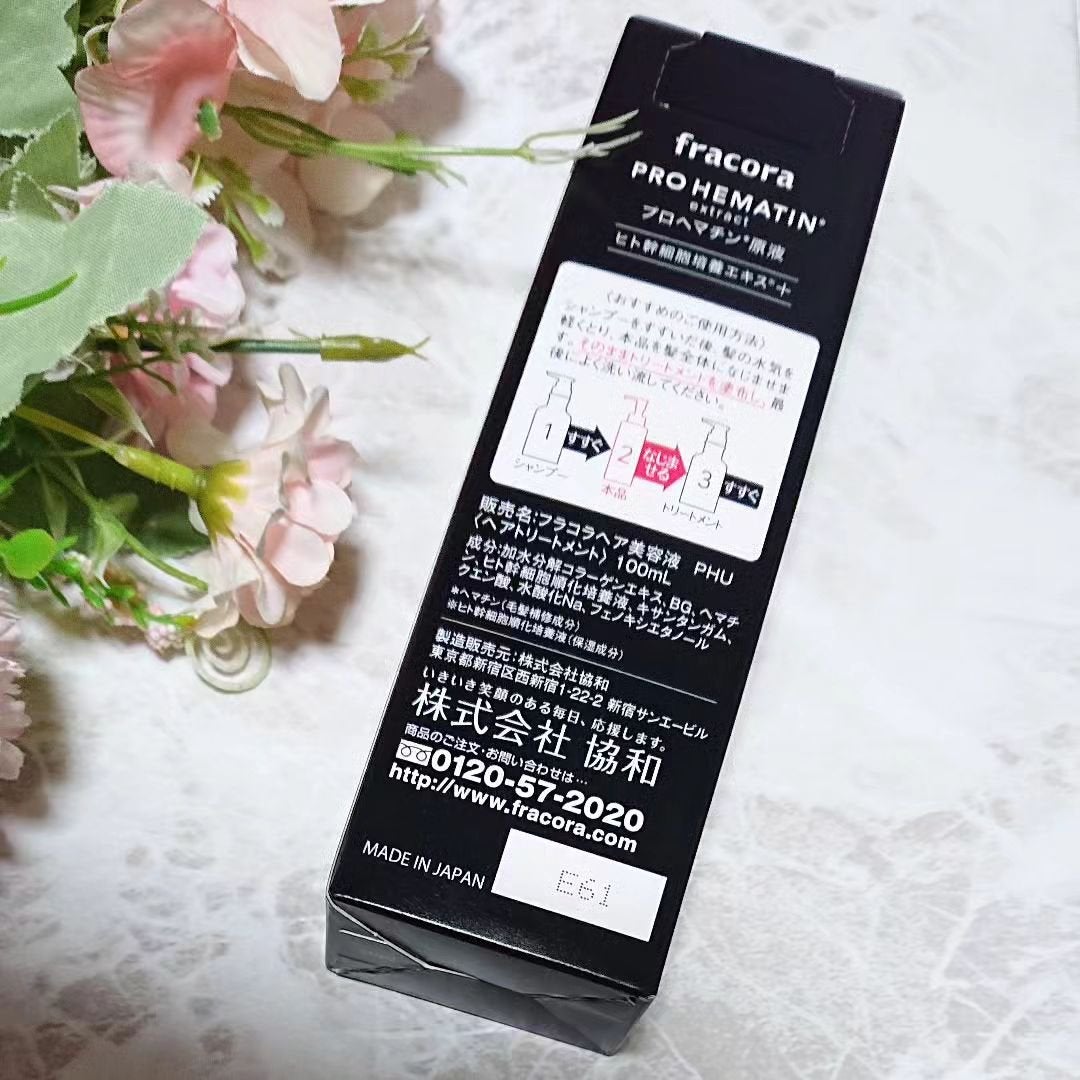 fracora
PRO HEMATIN®
extract
プロヘマチン*原液
ヒト幹細胞培養エキス※+
〈おすすめのご使用方法〉
シャンプーをすすいだ後、髪の水気を
軽くとり、本品を髪全体になじませま
す。そのままトリートメントを塗布し、最
後によく洗い流してください。
1 すすぐ 2 なじま
せる 3 すすぐ
シャンプー 本品 トリートメント
販売名:フラコラヘア美容液 PHU
〈ヘアトリートメント〉 100mL
成分:加水分解コラーゲンエキス、BG、ヘマチ
ン、ヒト幹細胞順化培養液、キサンタンガム、
クエン酸、水酸化Na、フェノキシエタノール
*ヘマチン(毛髪補修成分)
※ヒト幹細胞順化培養液(保湿成分)
製造販売元:株式会社協和
東京都新宿区西新宿1-22-2 新宿サンエービル
いきいき笑顔のある毎日、応援します。
株式会社 協和
商品のご注文・お問い合わせは…
0120-57-2020
http://www.fracora.com
MADE IN JAPAN
E61